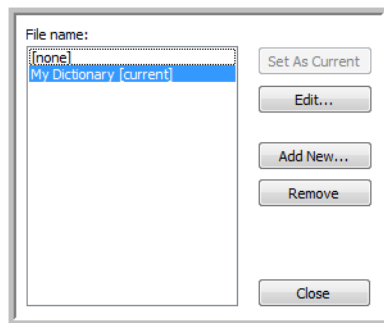 File name:
[none]
My Dictionary [current]
Set As Current
Edit...
Add New...
Remove
Close